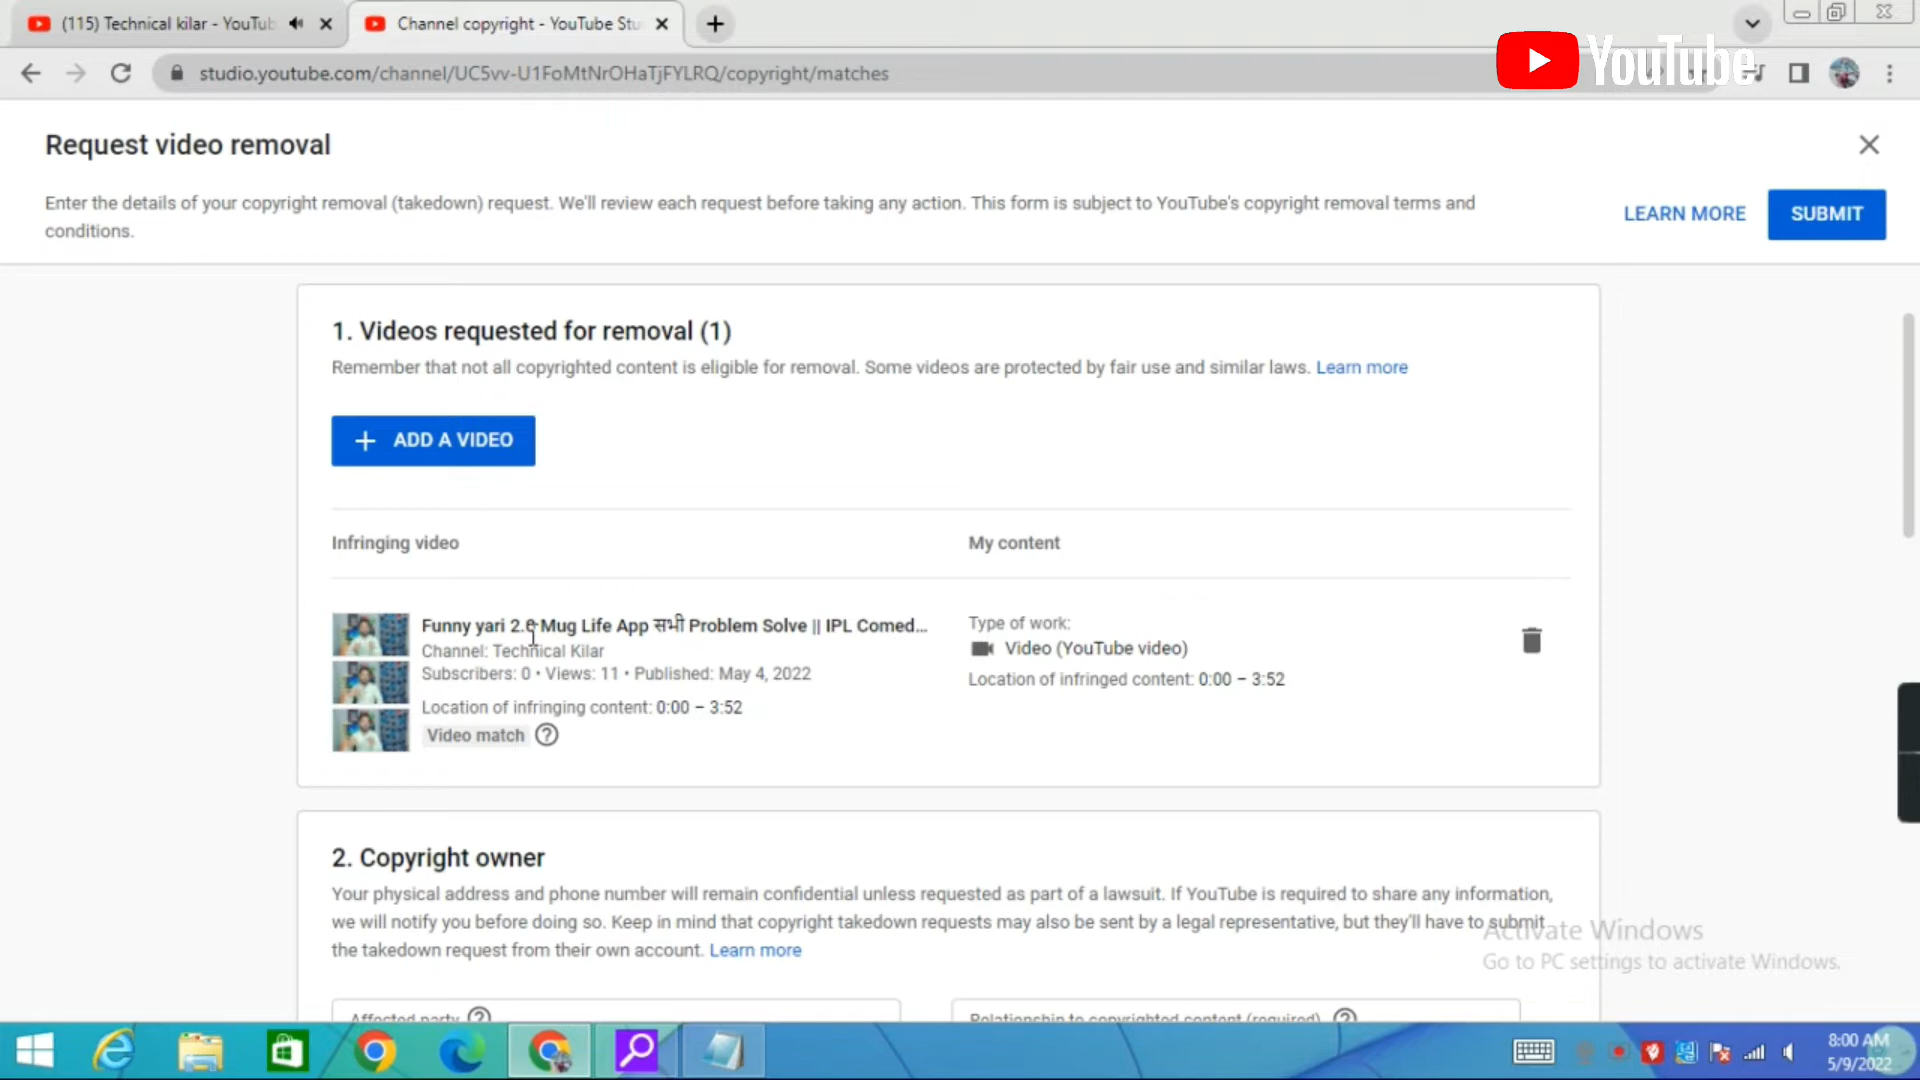 (115) Technical kilar - YouTub
Channel copyright - YouTube Stu
YouTube
studio.youtube.com/channel/UC5vv-U1FoMtNrOHaTjFYLRQ/copyright/matches
Request video removal
Enter the details of your copyright removal (takedown) request. We'll review each request before taking any action. This form is subject to YouTube's copyright removal terms and
conditions.
LEARN MORE
SUBMIT
1. Videos requested for removal (1)
Remember that not all copyrighted content is eligible for removal. Some videos are protected by fair use and similar laws. Learn more
+ ADD A VIDEO
Infringing video
My content
Funny yari 2.0 Mug Life App सभी Problem Solve || IPL Comed...
Channel: Technical Kilar
Subscribers: 0 • Views: 11 • Published: May 4, 2022
Location of infringing content: 0:00 – 3:52
Video match ?
Type of work:
Video (YouTube video)
Location of infringed content: 0:00 – 3:52
2. Copyright owner
Your physical address and phone number will remain confidential unless requested as part of a lawsuit. If YouTube is required to share any information,
we will notify you before doing so. Keep in mind that copyright takedown requests may also be sent by a legal representative, but they'll have to submit
the takedown request from their own account. Learn more
Activate Windows
Go to PC settings to activate Windows.
Affected party ?
Relationship to copyrighted content (required) ?
8:00 AM
5/9/2022